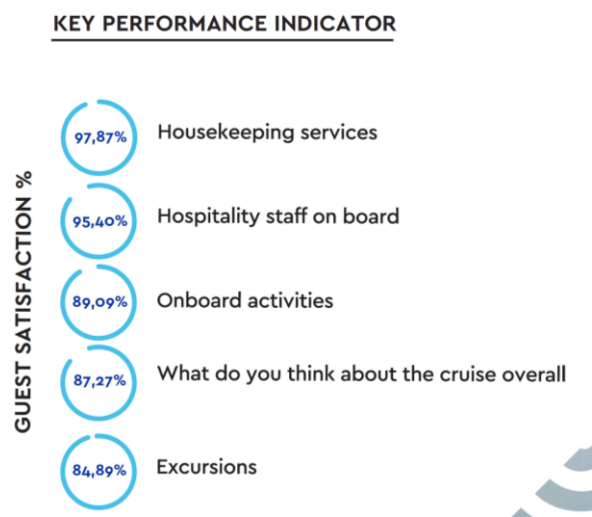 KEY PERFORMANCE INDICATOR
GUEST SATISFACTION %
97,87% Housekeeping services
95,40% Hospitality staff on board
89,09% Onboard activities
87,27% What do you think about the cruise overall
84,89% Excursions